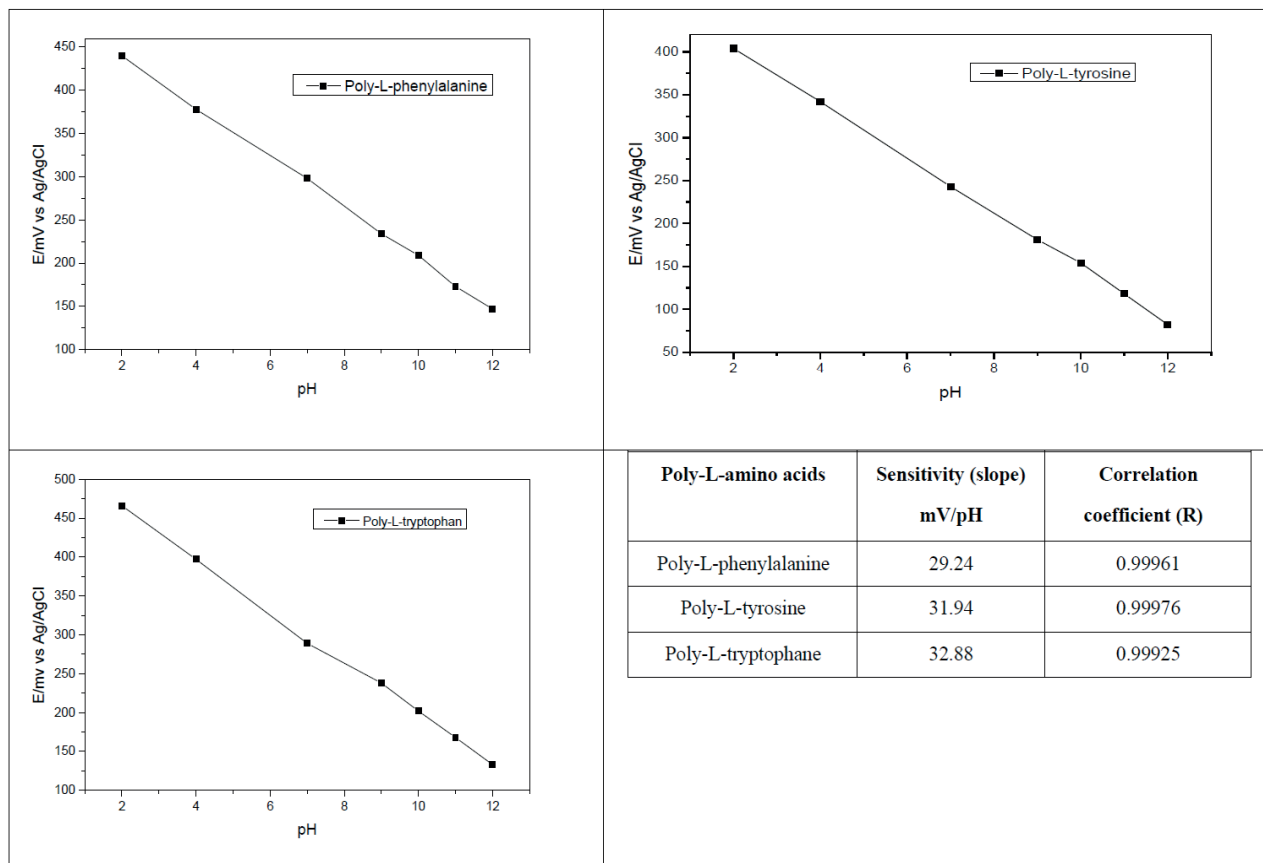 450
400
350
300
250
200
150
100
E/mV vs Ag/AgCl
Poly-L-phenylalanine
2 4 6 8 10 12
pH
400
350
300
250
200
150
100
50
E/mV vs Ag/AgCl
Poly-L-tyrosine
2 4 6 8 10 12
pH
500
450
400
350
300
250
200
150
100
E/mv vs Ag/AgCl
Poly-L-tryptophan
2 4 6 8 10 12
pH
Poly-L-amino acids Sensitivity (slope) Correlation
mV/pH coefficient (R)
Poly-L-phenylalanine 29.24 0.99961
Poly-L-tyrosine 31.94 0.99976
Poly-L-tryptophane 32.88 0.99925